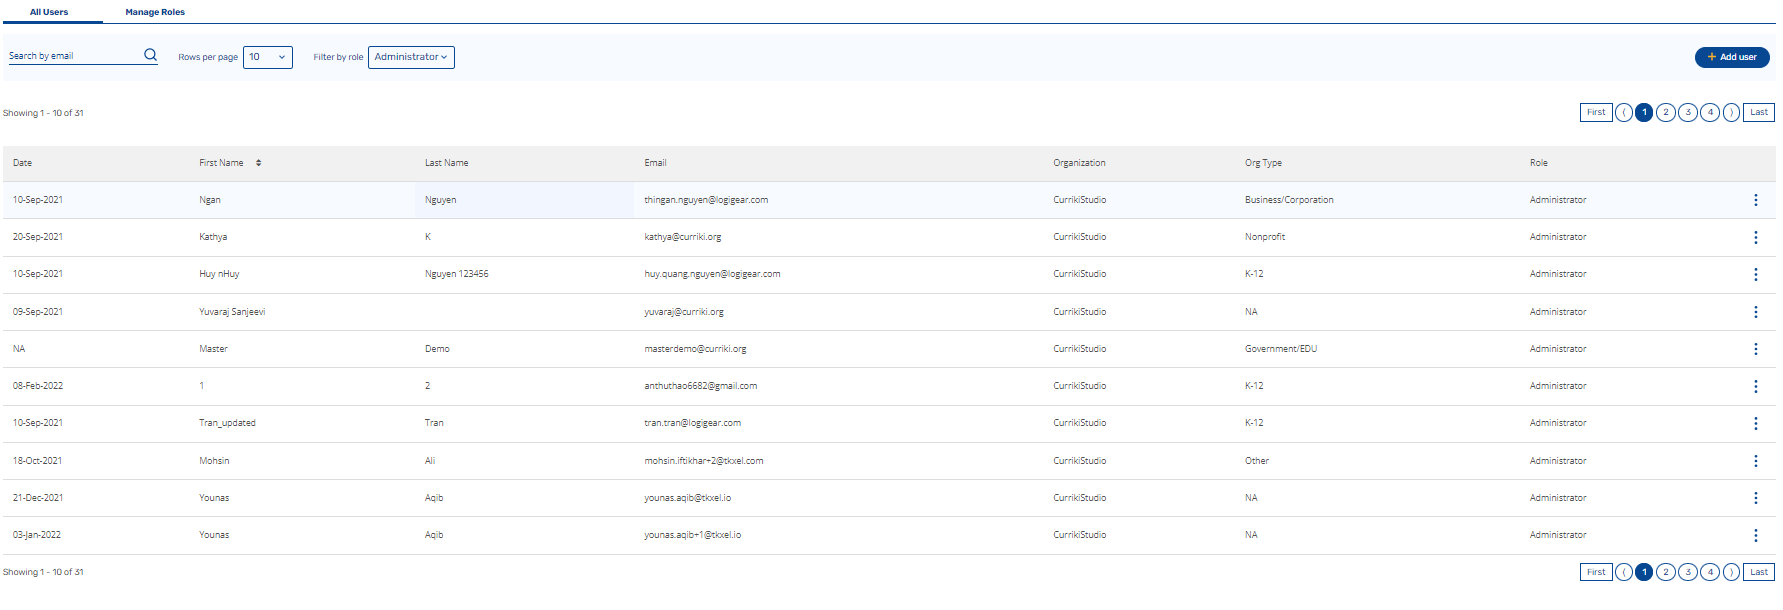 All Users Manage Roles
Search by email Rows per page 10 Filter by role Administrator + Add user
Showing 1 - 10 of 31 First ⟨ 1 2 3 4 ⟩ Last
Date First Name Last Name Email Organization Org Type Role
10-Sep-2021 Ngan Nguyen thingan.nguyen@logigear.com CurrikiStudio Business/Corporation Administrator
20-Sep-2021 Kathya K kathya@curriki.org CurrikiStudio Nonprofit Administrator
10-Sep-2021 Huy nHuy Nguyen 123456 huy.quang.nguyen@logigear.com CurrikiStudio K-12 Administrator
09-Sep-2021 Yuvaraj Sanjeevi yuvaraj@curriki.org CurrikiStudio NA Administrator
NA Master Demo masterdemo@curriki.org CurrikiStudio Government/EDU Administrator
08-Feb-2022 1 2 anthuthao6682@gmail.com CurrikiStudio K-12 Administrator
10-Sep-2021 Tran_updated Tran tran.tran@logigear.com CurrikiStudio K-12 Administrator
18-Oct-2021 Mohsin Ali mohsin.iftikhar+2@tkxel.com CurrikiStudio Other Administrator
21-Dec-2021 Younas Aqib younas.aqib@tkxel.io CurrikiStudio NA Administrator
03-Jan-2022 Younas Aqib younas.aqib+1@tkxel.io CurrikiStudio NA Administrator
Showing 1 - 10 of 31 First ⟨ 1 2 3 4 ⟩ Last